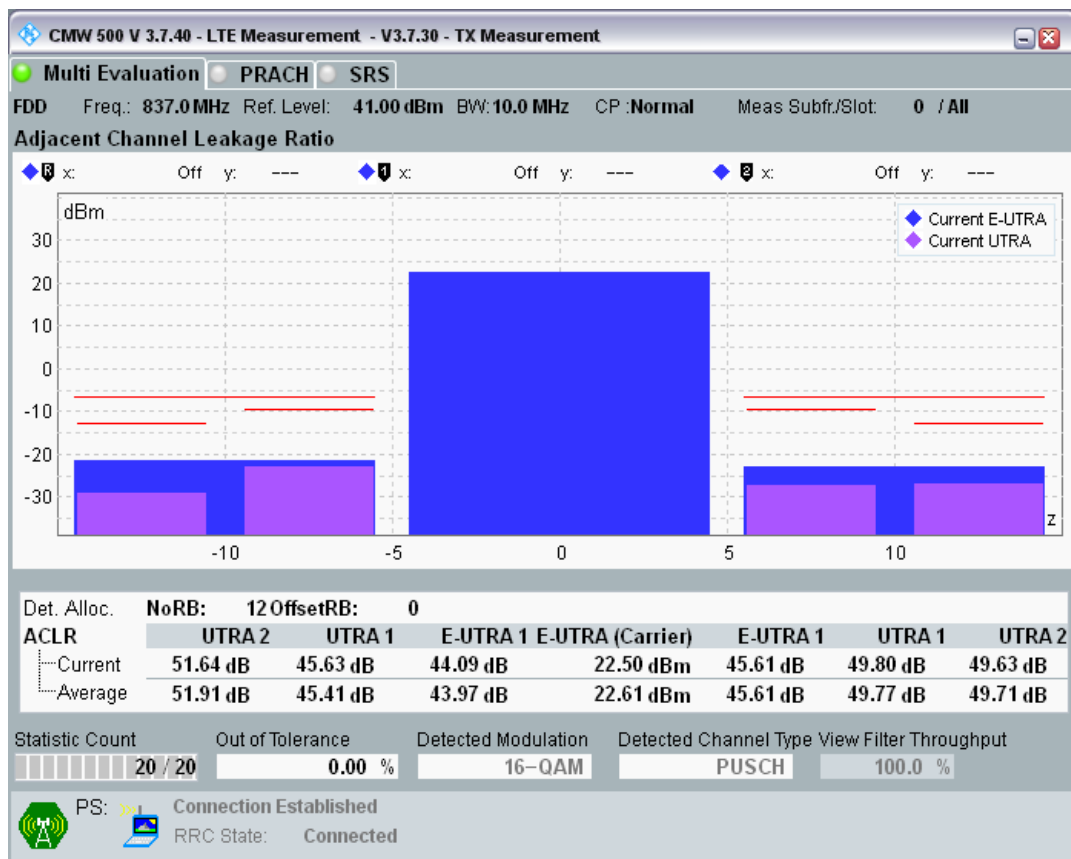 CMW 500 V 3.7.40 - LTE Measurement - V3.7.30 - TX Measurement
Multi Evaluation PRACH SRS
FDD Freq.: 837.0 MHz Ref. Level: 41.00 dBm BW: 10.0 MHz CP :Normal Meas Subfr./Slot: 0 / All
Adjacent Channel Leakage Ratio
R x: Off y: --- 1 x: Off y: --- 2 x: Off y: ---
dBm
Current E-UTRA
Current UTRA
30
20
10
0
-10
-20
-30
z
-10 -5 0 5 10
Det. Alloc. NoRB: 12 OffsetRB: 0
ACLR UTRA 2 UTRA 1 E-UTRA 1 E-UTRA (Carrier) E-UTRA 1 UTRA 1 UTRA 2
Current 51.64 dB 45.63 dB 44.09 dB 22.50 dBm 45.61 dB 49.80 dB 49.63 dB
Average 51.91 dB 45.41 dB 43.97 dB 22.61 dBm 45.61 dB 49.77 dB 49.71 dB
Statistic Count Out of Tolerance Detected Modulation Detected Channel Type View Filter Throughput
20 / 20 0.00 % 16-QAM PUSCH 100.0 %
PS: Connection Established
RRC State: Connected